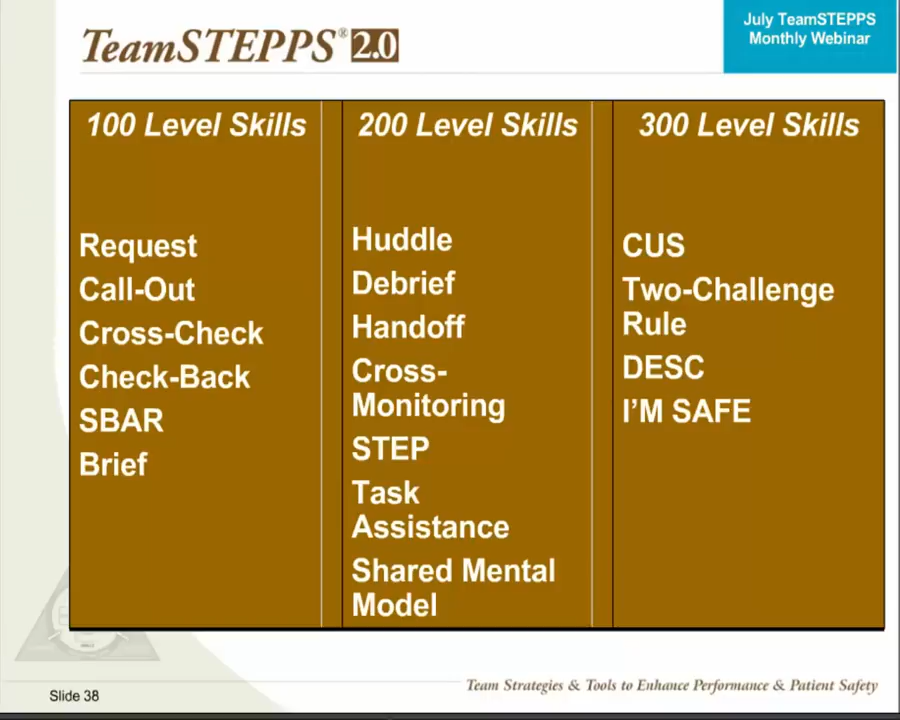 TeamSTEPPS® 2.0
July TeamSTEPPS
Monthly Webinar
100 Level Skills
Request
Call-Out
Cross-Check
Check-Back
SBAR
Brief
200 Level Skills
Huddle
Debrief
Handoff
Cross-
Monitoring
STEP
Task
Assistance
Shared Mental
Model
300 Level Skills
CUS
Two-Challenge
Rule
DESC
I’M SAFE
Slide 38
Team Strategies & Tools to Enhance Performance & Patient Safety